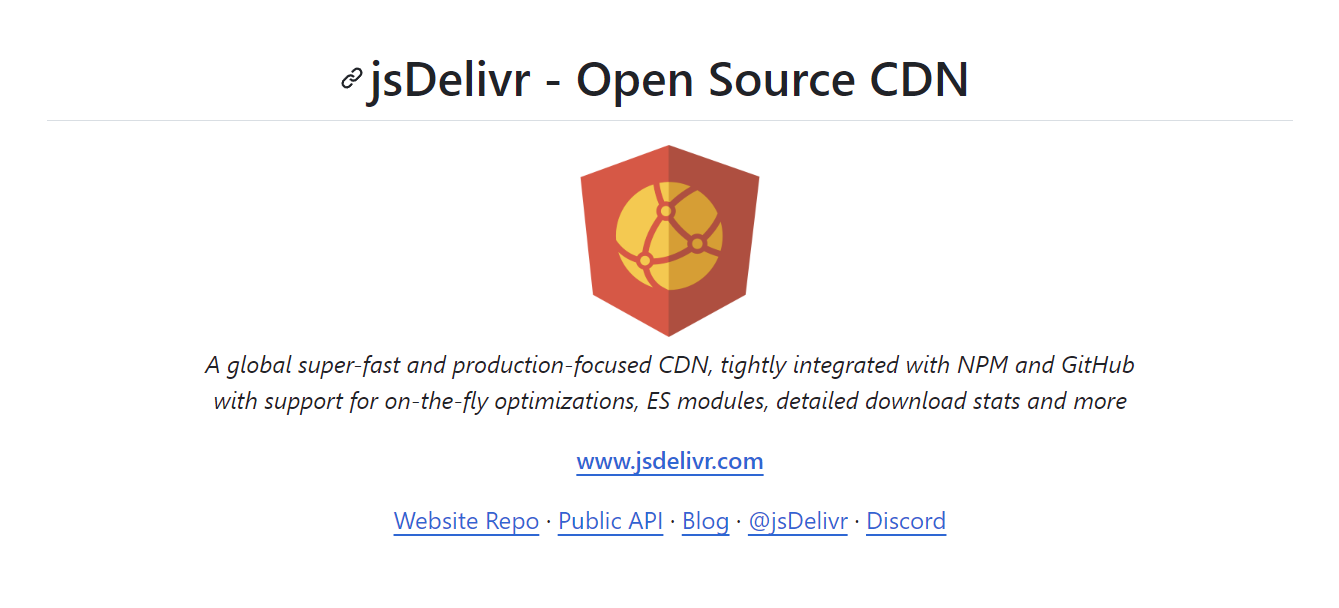 jsDelivr - Open Source CDN
A global super-fast and production-focused CDN, tightly integrated with NPM and GitHub
with support for on-the-fly optimizations, ES modules, detailed download stats and more
www.jsdelivr.com
Website Repo · Public API · Blog · @jsDelivr · Discord